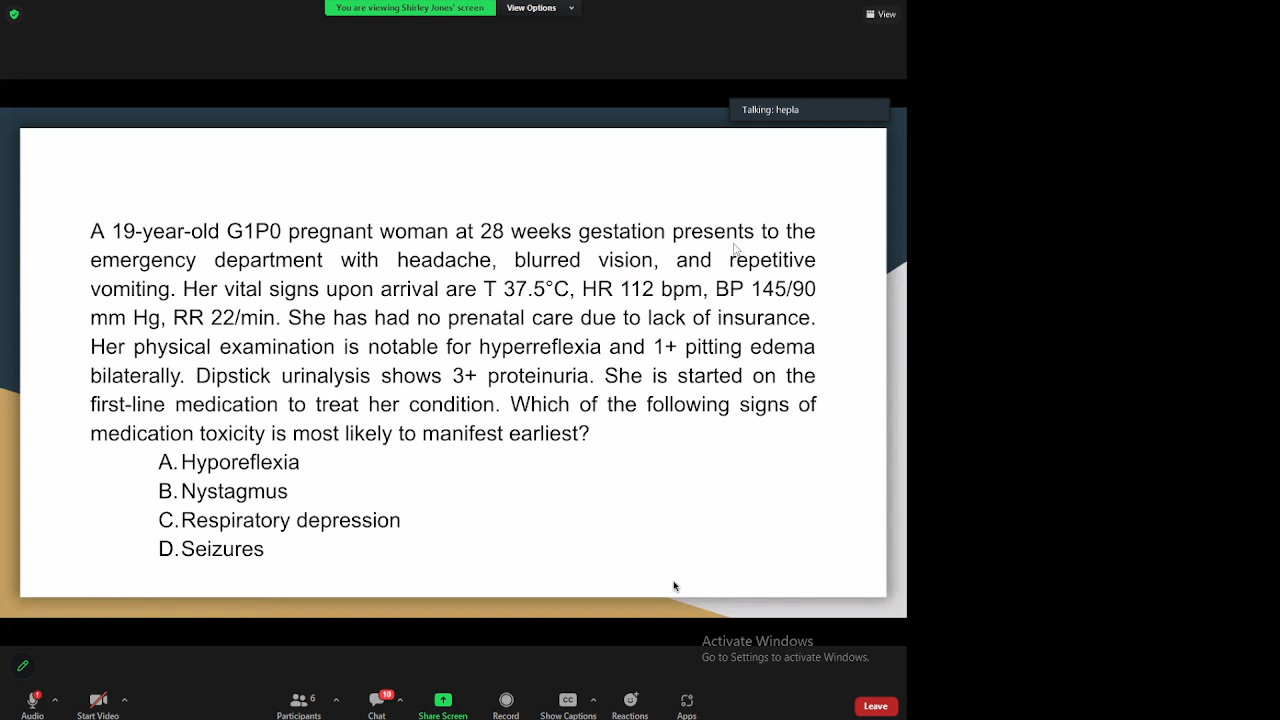 You are viewing Shirley Jones' screen View Options
View
Talking: hepla
A 19-year-old G1P0 pregnant woman at 28 weeks gestation presents to the
emergency department with headache, blurred vision, and repetitive
vomiting. Her vital signs upon arrival are T 37.5°C, HR 112 bpm, BP 145/90
mm Hg, RR 22/min. She has had no prenatal care due to lack of insurance.
Her physical examination is notable for hyperreflexia and 1+ pitting edema
bilaterally. Dipstick urinalysis shows 3+ proteinuria. She is started on the
first-line medication to treat her condition. Which of the following signs of
medication toxicity is most likely to manifest earliest?
A. Hyporeflexia
B. Nystagmus
C. Respiratory depression
D. Seizures
Activate Windows
Go to Settings to activate Windows.
6
10
CC
Audio Start Video Participants Chat Share Screen Record Show Captions Reactions Apps Leave